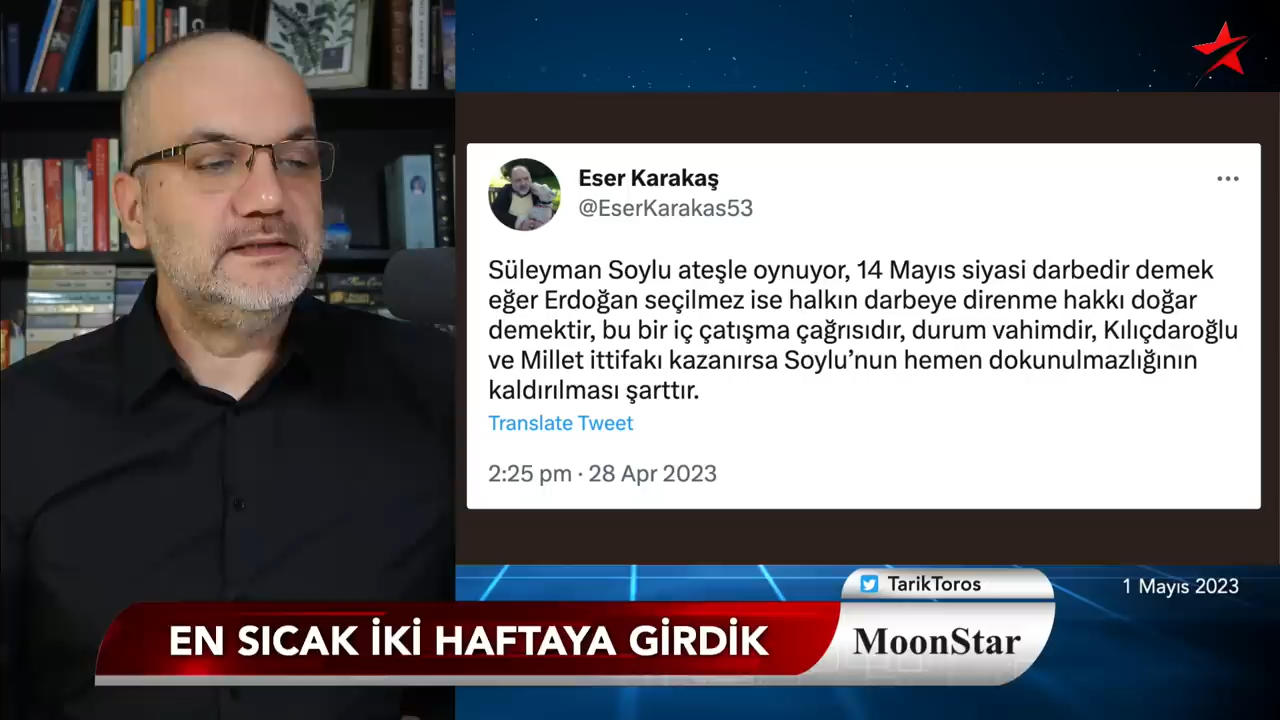 Eser Karakaş
@EserKarakas53
Süleyman Soylu ateşle oynuyor, 14 Mayıs siyasi darbedir demek
eğer Erdoğan seçilmez ise halkın darbeye direnme hakkı doğar
demektir, bu bir iç çatışma çağrısıdır, durum vahimdir, Kılıçdaroğlu
ve Millet ittifakı kazanırsa Soylu’nun hemen dokunulmazlığının
kaldırılması şarttır.
Translate Tweet
2:25 pm · 28 Apr 2023
TarikToros
1 Mayıs 2023
EN SICAK İKİ HAFTAYA GİRDİK
MoonStar